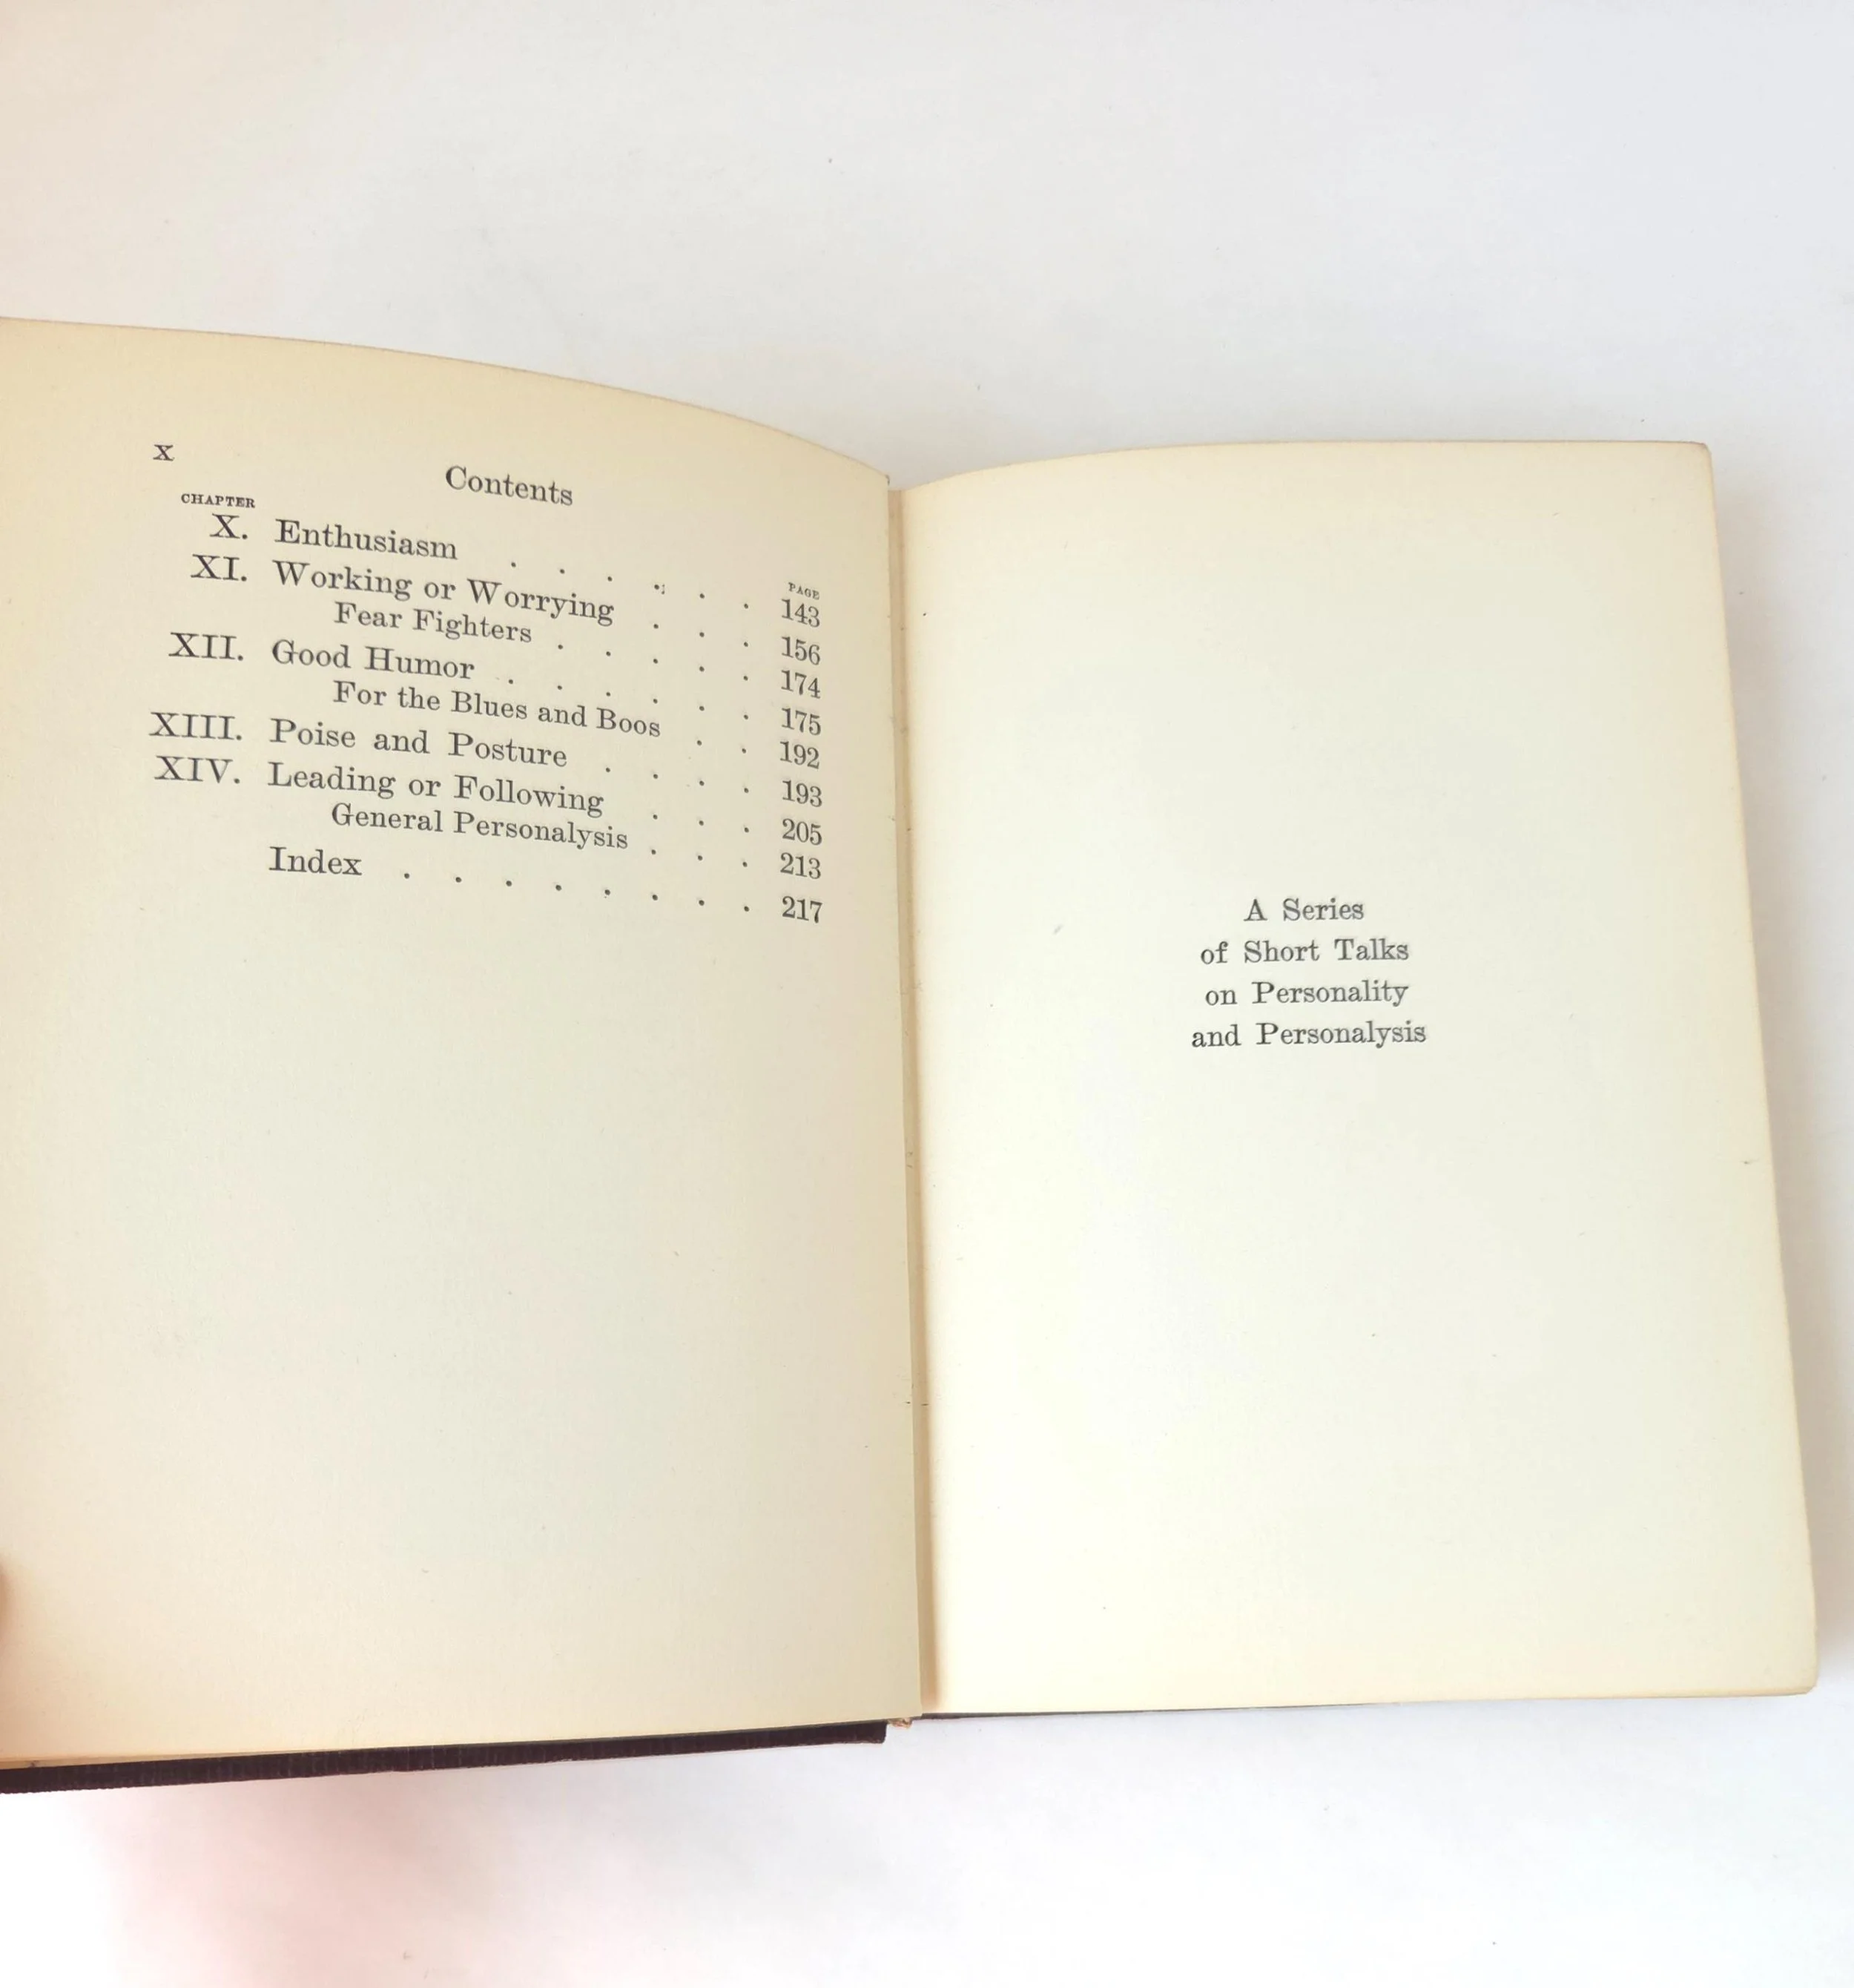 x
Contents
CHAPTER PAGE
X. Enthusiasm . . . . . . 143
XI. Working or Worrying . . . 156
Fear Fighters . . . . . 174
XII. Good Humor . . . . . . 175
For the Blues and Boos . . 192
XIII. Poise and Posture . . . . 193
XIV. Leading or Following . . . 205
General Personalysis . . . 213
Index . . . . . . . . 217
A Series
of Short Talks
on Personality
and Personalysis